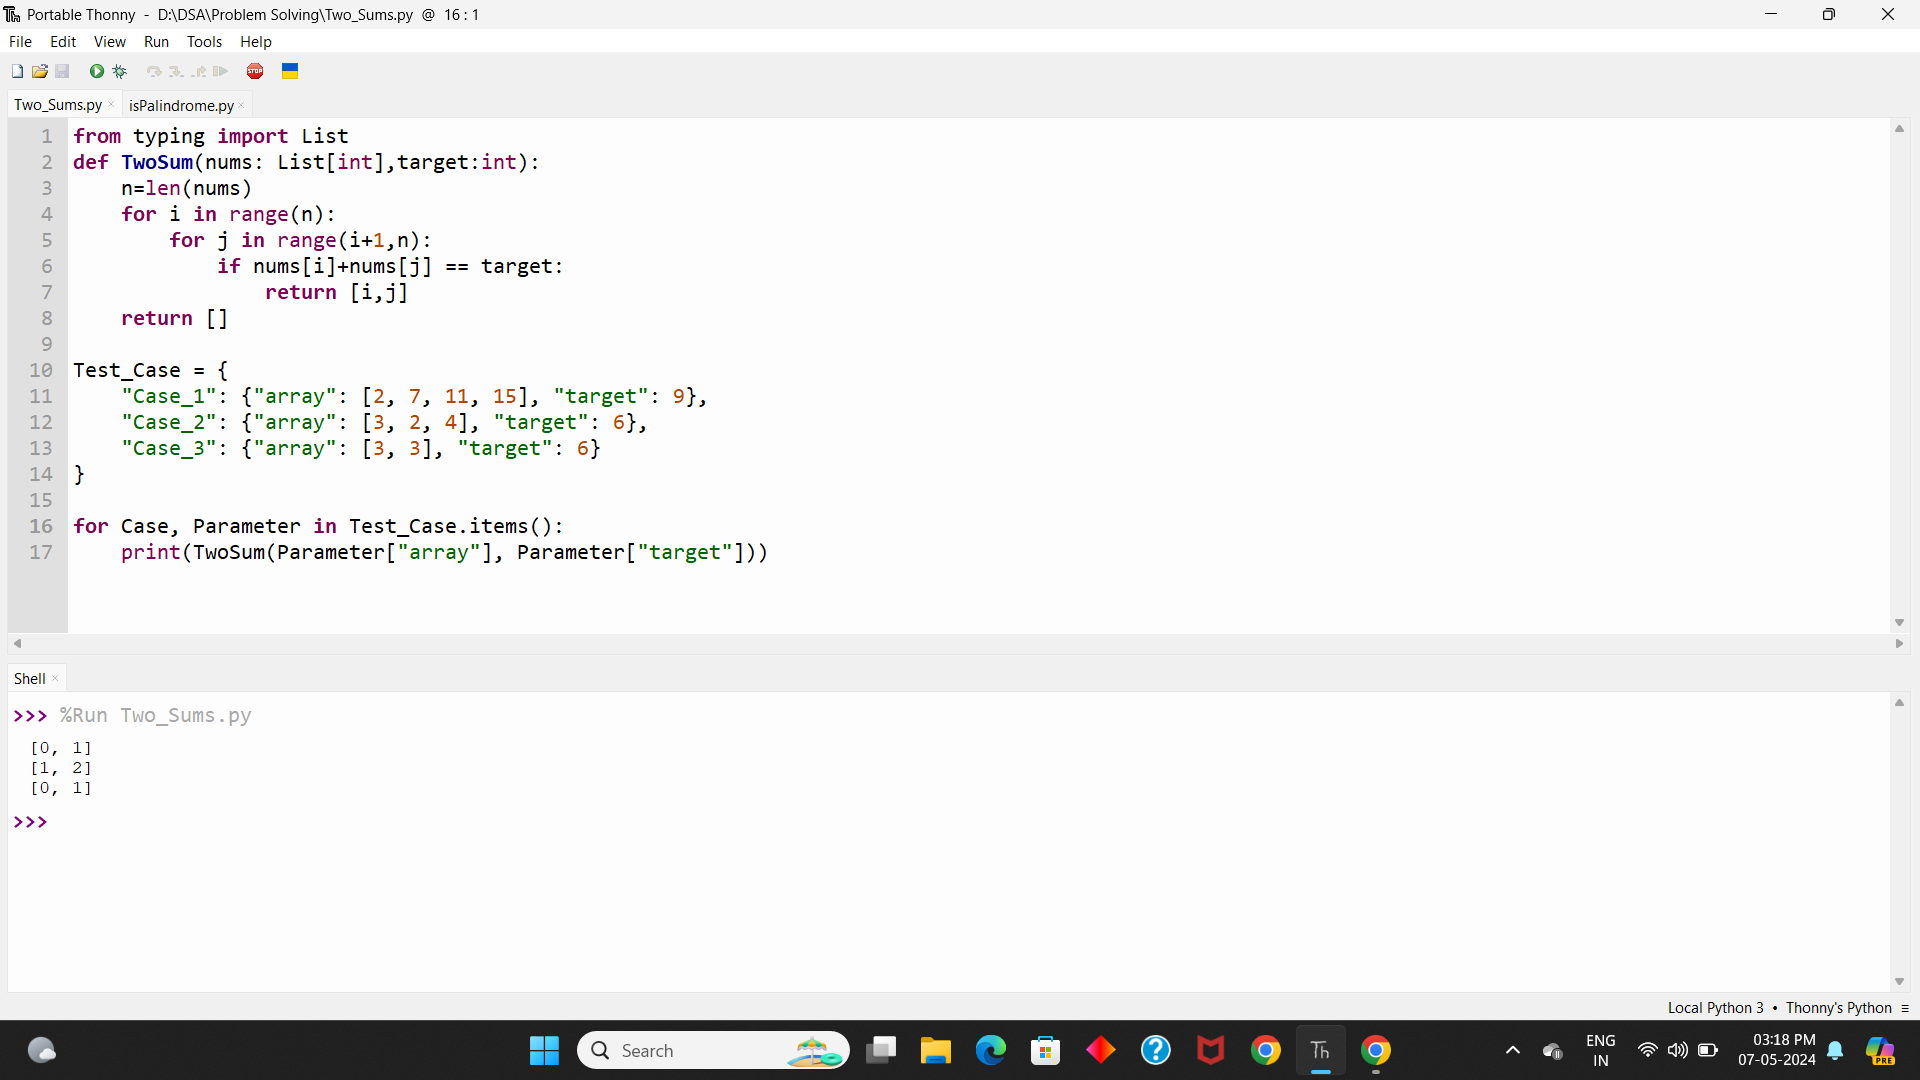 Portable Thonny - D:\DSA\Problem Solving\Two_Sums.py @ 16 : 1
File Edit View Run Tools Help
STOP
Two_Sums.py × isPalindrome.py ×
1 from typing import List
2 def TwoSum(nums: List[int],target:int):
3     n=len(nums)
4     for i in range(n):
5         for j in range(i+1,n):
6             if nums[i]+nums[j] == target:
7                 return [i,j]
8     return []
9
10 Test_Case = {
11     "Case_1": {"array": [2, 7, 11, 15], "target": 9},
12     "Case_2": {"array": [3, 2, 4], "target": 6},
13     "Case_3": {"array": [3, 3], "target": 6}
14 }
15
16 for Case, Parameter in Test_Case.items():
17     print(TwoSum(Parameter["array"], Parameter["target"]))
Shell ×
>>> %Run Two_Sums.py
[0, 1]
[1, 2]
[0, 1]
>>>
Local Python 3 • Thonny's Python ≡
Search
Th
ENG
IN
03:18 PM
07-05-2024
PRE